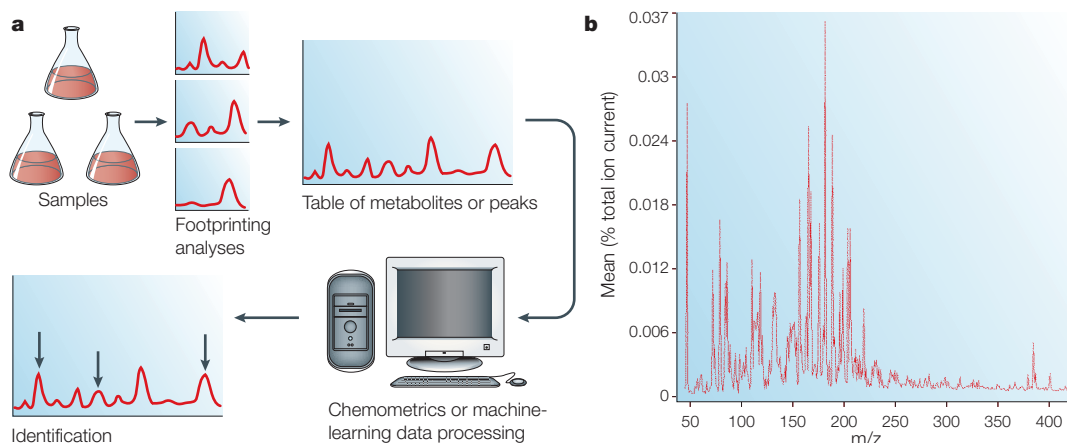 a
Samples
Footprinting
analyses
Table of metabolites or peaks
Chemometrics or machine-
learning data processing
Identification
b
Mean (% total ion current)
0.037
0.03
0.024
0.018
0.012
0.006
0
50
100
150
200
250
300
350
400
m/z